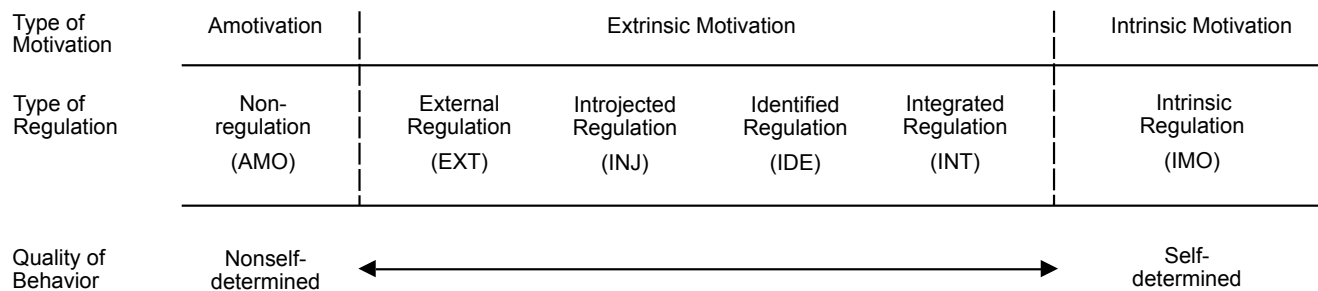 Type of
Motivation
Amotivation
Extrinsic Motivation
Intrinsic Motivation
Type of
Regulation
Non-
regulation
(AMO)
External
Regulation
(EXT)
Introjected
Regulation
(INJ)
Identified
Regulation
(IDE)
Integrated
Regulation
(INT)
Intrinsic
Regulation
(IMO)
Quality of
Behavior
Nonself-
determined
Self-
determined